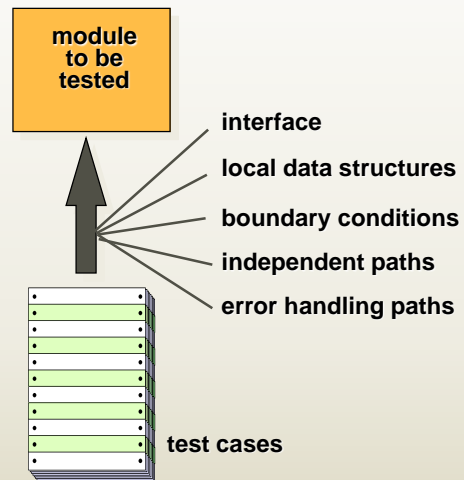 module
to be
tested
interface
local data structures
boundary conditions
independent paths
error handling paths
test cases